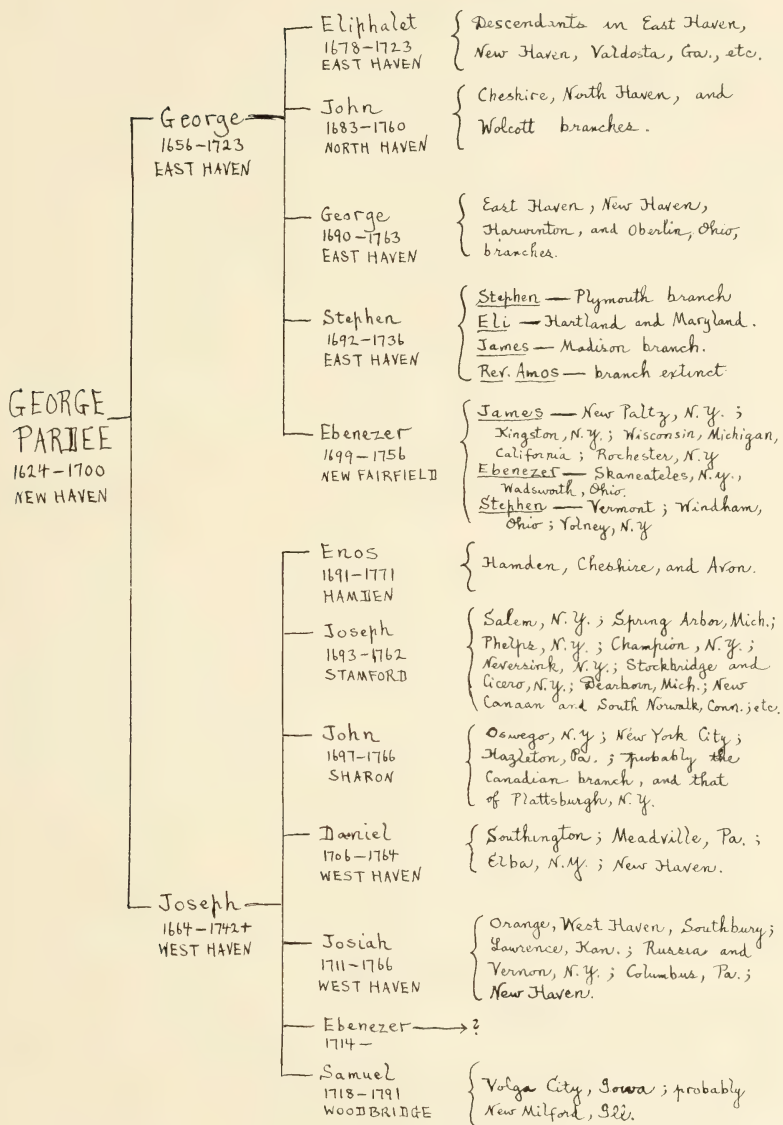 GEORGE
PARDEE
1624-1700
NEW HAVEN
George
1656-1723
EAST HAVEN
Eliphalet
1678-1723
EAST HAVEN
Descendants in East Haven,
New Haven, Valdosta, Ga., etc.
John
1683-1760
NORTH HAVEN
Cheshire, North Haven, and
Wolcott branches.
George
1690-1763
EAST HAVEN
East Haven, New Haven,
Harwinton, and Oberlin, Ohio,
branches.
Stephen
1692-1736
EAST HAVEN
Stephen — Plymouth branch
Eli — Hartland and Maryland.
James — Madison branch.
Rev. Amos — branch extinct
Ebenezer
1699-1756
NEW FAIRFIELD
James — New Paltz, N.Y.;
Kingston, N.Y.; Wisconsin, Michigan,
California; Rochester, N.Y
Ebenezer — Skaneateles, N.Y.,
Wadsworth, Ohio.
Stephen — Vermont; Windham,
Ohio; Volney, N.Y
Joseph
1664-1742+
WEST HAVEN
Enos
1691-1771
HAMDEN
Hamden, Cheshire, and Avon.
Joseph
1693-1762
STAMFORD
Salem, N.Y.; Spring Arbor, Mich.;
Phelps, N.Y.; Champion, N.Y.;
Neversink, N.Y.; Stockbridge and
Cicero, N.Y.; Dearborn, Mich.; New
Canaan and South Norwalk, Conn.; etc.
John
1697-1766
SHARON
Oswego, N.Y; New York City;
Hazleton, Pa.; probably the
Canadian branch, and that
of Plattsburgh, N.Y.
Daniel
1706-1764
WEST HAVEN
Southington; Meadville, Pa.;
Elba, N.Y.; New Haven.
Josiah
1711-1766
WEST HAVEN
Orange, West Haven, Southbury;
Lawrence, Kan.; Russia and
Vernon, N.Y.; Columbus, Pa.;
New Haven.
Ebenezer → ?
1714-
Samuel
1718-1791
WOODBRIDGE
Volga City, Iowa; probably
New Milford, Ill.